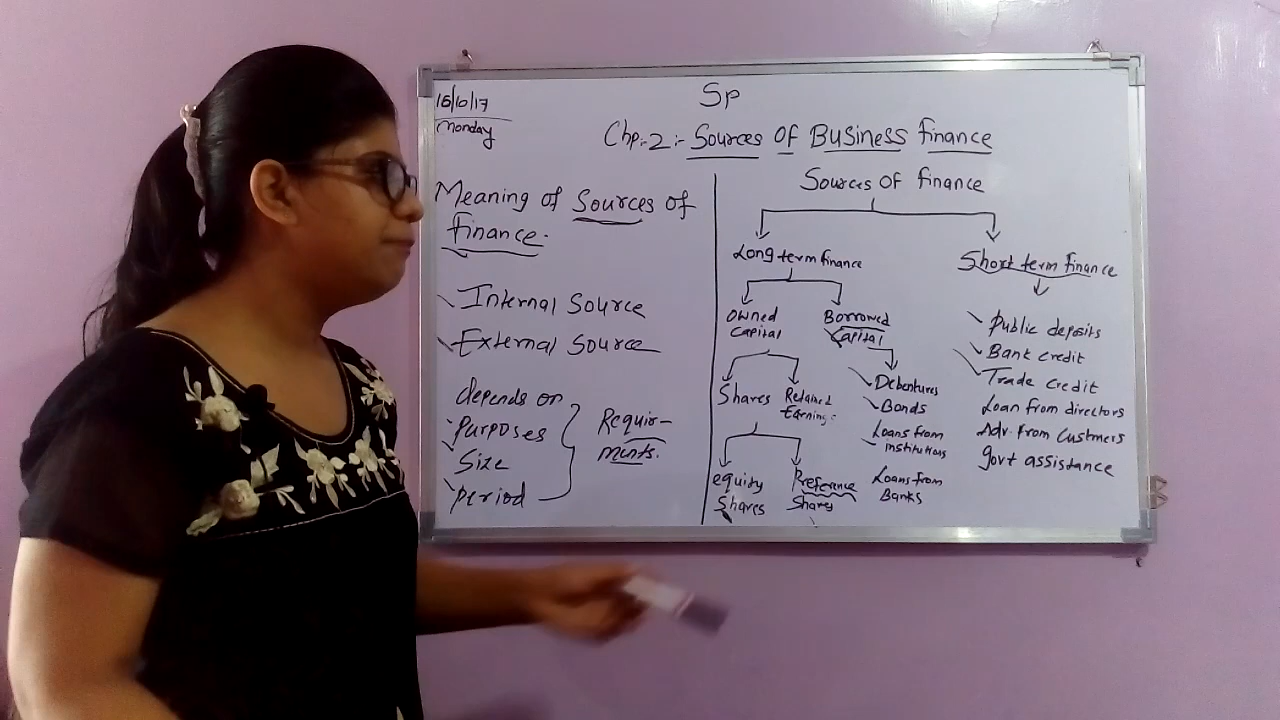 16/10/17
Monday
SP
Chp:-2:- Sources of Business finance
Meaning of Sources of
finance.
Internal Source
External Source
depends on
Purposes
Size
period
Requir-
ments.
Sources of finance
Long term finance
Short term finance
Owned
Capital
Borrowed
Capital
Shares
Retained
Earnings
equity
Shares
Preference
Shares
Debentures
Bonds
Loans from
institutions
Loans from
Banks
Public deposits
Bank credit
Trade credit
Loan from directors
Adv. from Custmers
govt assistance